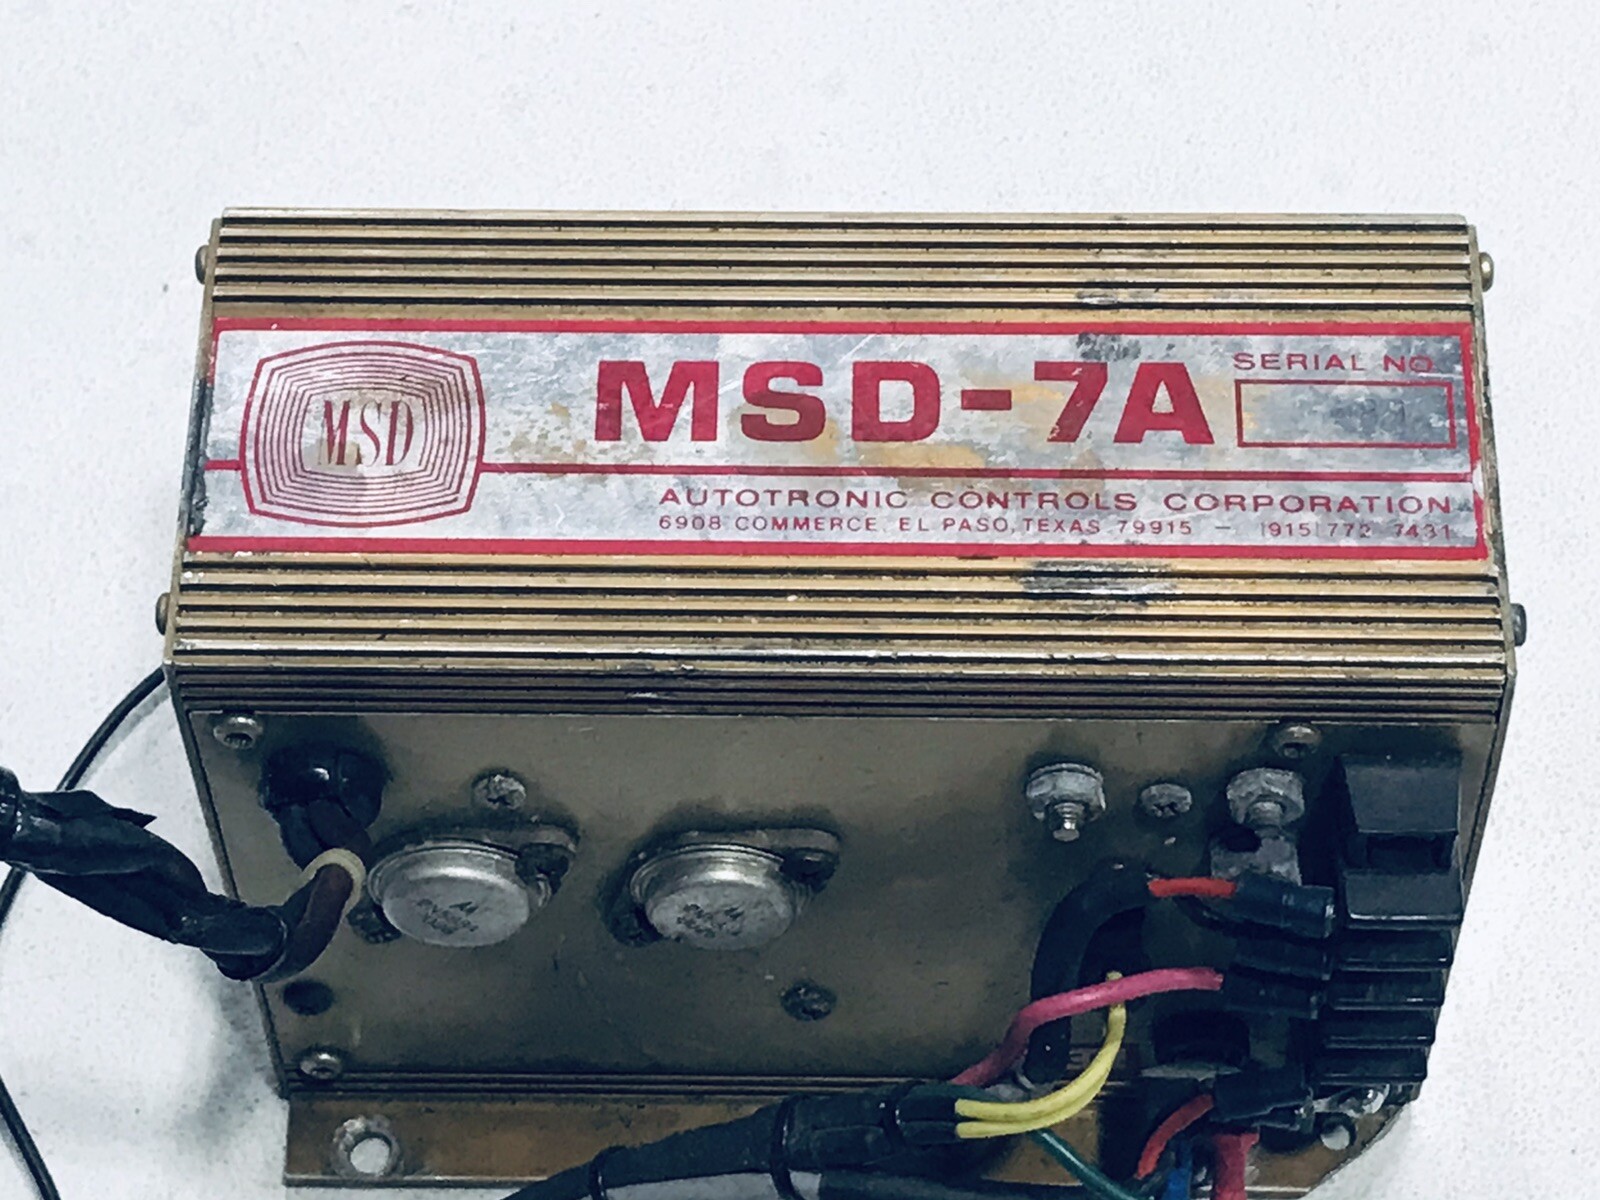 MSD
MSD-7A
SERIAL NO.
AUTOTRONIC CONTROLS CORPORATION
6908 COMMERCE, EL PASO, TEXAS 79915 — (915) 772 7431